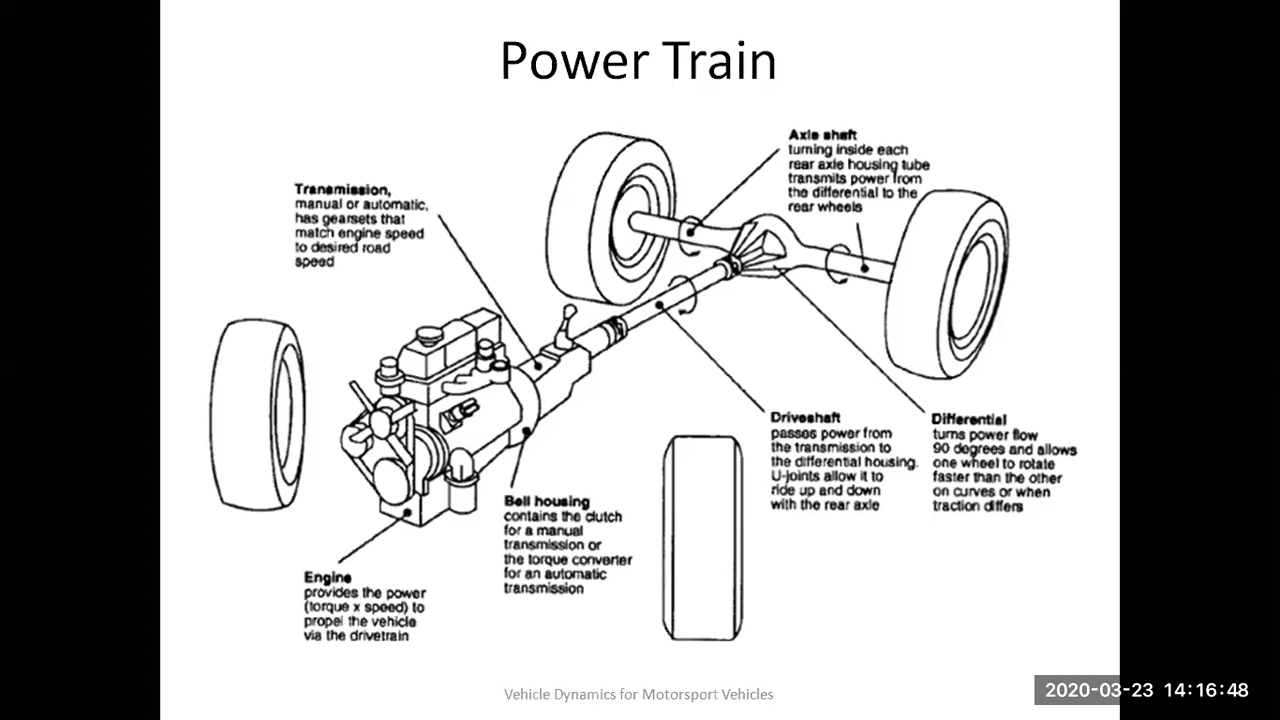 Power Train
Axle shaft
turning inside each
rear axle housing tube
transmits power from
the differential to the
rear wheels
Transmission,
manual or automatic,
has gearsets that
match engine speed
to desired road
speed
Driveshaft
passes power from
the transmission to
the differential housing.
U-joints allow it to
ride up and down
with the rear axle
Differential
turns power flow
90 degrees and allows
one wheel to rotate
faster than the other
on curves or when
traction differs
Bell housing
contains the clutch
for a manual
transmission or
the torque converter
for an automatic
transmission
Engine
provides the power
(torque x speed) to
propel the vehicle
via the drivetrain
Vehicle Dynamics for Motorsport Vehicles
2020-03-23 14:16:48